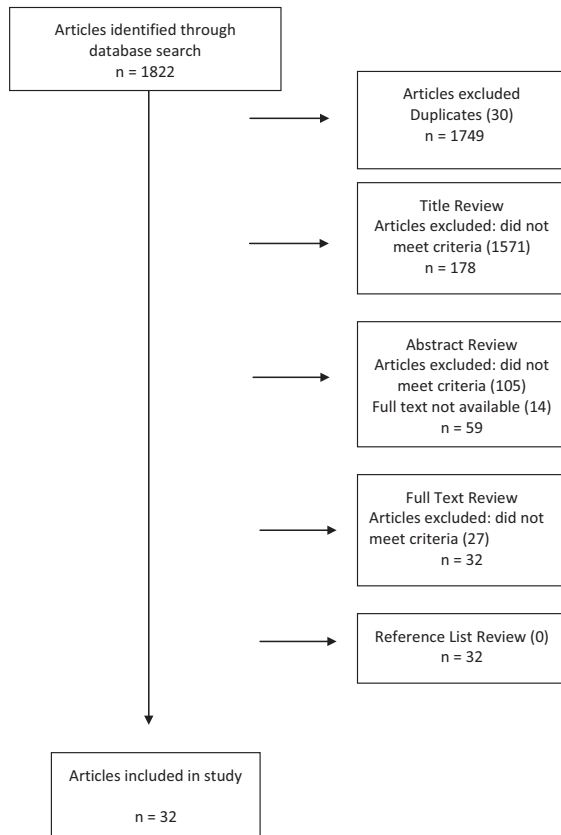 Articles identified through
database search
n = 1822
Articles excluded
Duplicates (30)
n = 1749
Title Review
Articles excluded: did not
meet criteria (1571)
n = 178
Abstract Review
Articles excluded: did not
meet criteria (105)
Full text not available (14)
n = 59
Full Text Review
Articles excluded: did not
meet criteria (27)
n = 32
Reference List Review (0)
n = 32
Articles included in study
n = 32